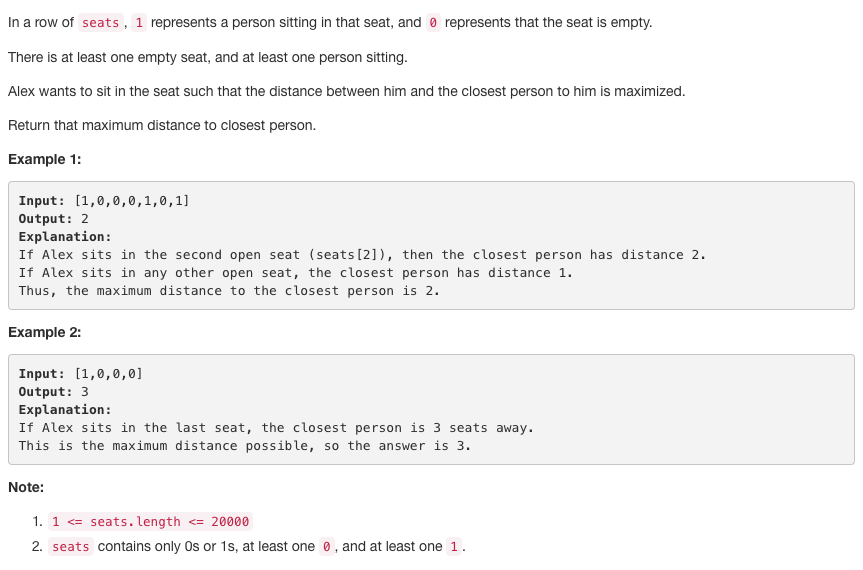 In a row of seats, 1 represents a person sitting in that seat, and 0 represents that the seat is empty.
There is at least one empty seat, and at least one person sitting.
Alex wants to sit in the seat such that the distance between him and the closest person to him is maximized.
Return that maximum distance to closest person.
Example 1:
Input: [1,0,0,0,1,0,1]
Output: 2
Explanation:
If Alex sits in the second open seat (seats[2]), then the closest person has distance 2.
If Alex sits in any other open seat, the closest person has distance 1.
Thus, the maximum distance to the closest person is 2.
Example 2:
Input: [1,0,0,0]
Output: 3
Explanation:
If Alex sits in the last seat, the closest person is 3 seats away.
This is the maximum distance possible, so the answer is 3.
Note:
1. 1 <= seats.length <= 20000
2. seats contains only 0s or 1s, at least one 0, and at least one 1.